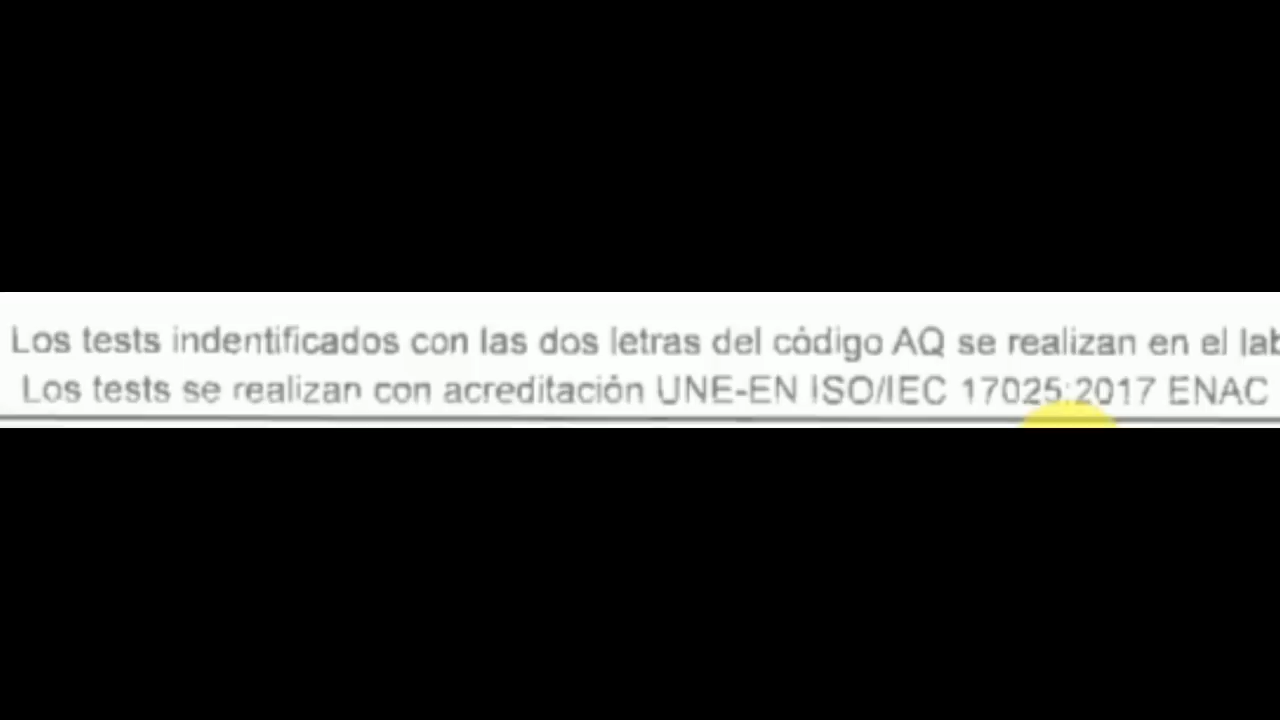 Los tests indentificados con las dos letras del código AQ se realizan en el lab
Los tests se realizan con acreditación UNE-EN ISO/IEC 17025:2017 ENAC